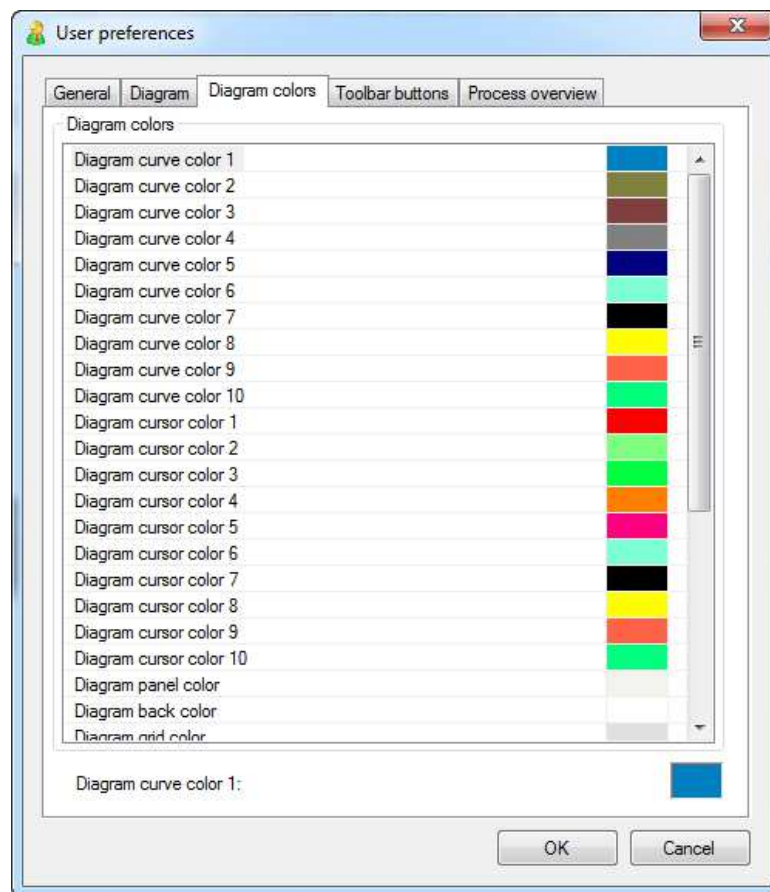 User preferences
General Diagram Diagram colors Toolbar buttons Process overview
Diagram colors
Diagram curve color 1
Diagram curve color 2
Diagram curve color 3
Diagram curve color 4
Diagram curve color 5
Diagram curve color 6
Diagram curve color 7
Diagram curve color 8
Diagram curve color 9
Diagram curve color 10
Diagram cursor color 1
Diagram cursor color 2
Diagram cursor color 3
Diagram cursor color 4
Diagram cursor color 5
Diagram cursor color 6
Diagram cursor color 7
Diagram cursor color 8
Diagram cursor color 9
Diagram cursor color 10
Diagram panel color
Diagram back color
Diagram grid color
Diagram curve color 1:
OK Cancel